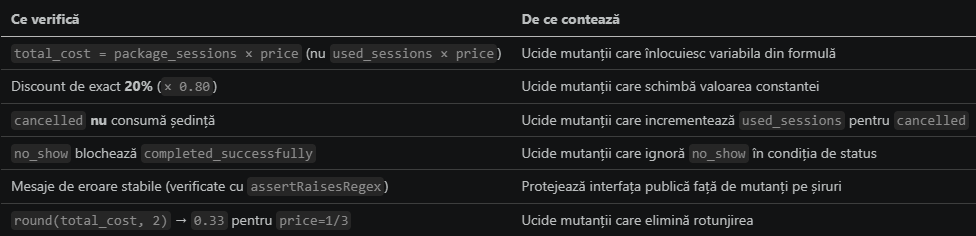 Ce verifică De ce contează
total_cost = package_sessions × price (nu used_sessions × price) Ucide mutanții care înlocuiesc variabila din formulă
Discount de exact 20% (× 0.80) Ucide mutanții care schimbă valoarea constantei
cancelled nu consumă ședință Ucide mutanții care incrementează used_sessions pentru cancelled
no_show blochează completed_successfully Ucide mutanții care ignoră no_show în condiția de status
Mesaje de eroare stabile (verificate cu assertRaisesRegex) Protejează interfața publică față de mutanți pe șiruri
round(total_cost, 2) → 0.33 pentru price=1/3 Ucide mutanții care elimină rotunjirea